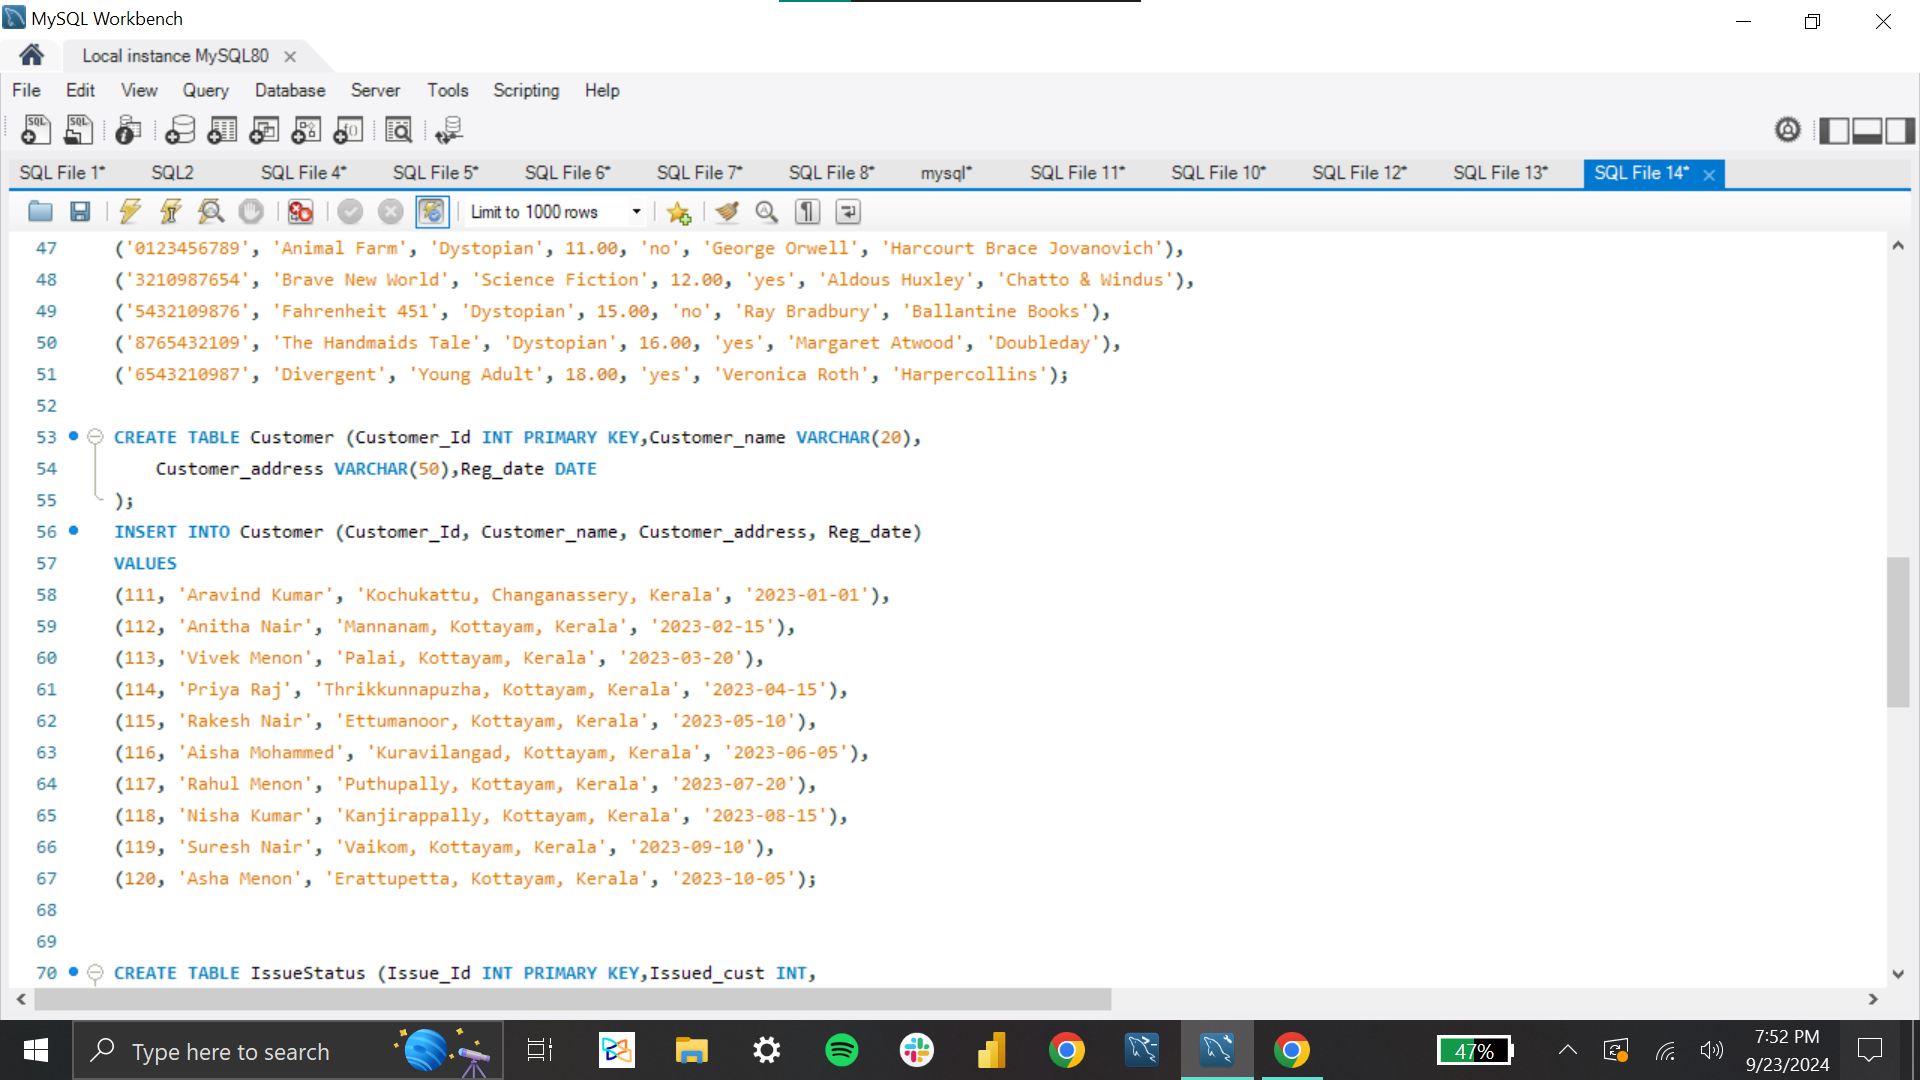 MySQL Workbench
Local instance MySQL80
File Edit View Query Database Server Tools Scripting Help
SQL File 1* SQL2 SQL File 4* SQL File 5* SQL File 6* SQL File 7* SQL File 8* mysql* SQL File 11* SQL File 10* SQL File 12* SQL File 13* SQL File 14*
Limit to 1000 rows
47 ('0123456789', 'Animal Farm', 'Dystopian', 11.00, 'no', 'George Orwell', 'Harcourt Brace Jovanovich'),
48 ('3210987654', 'Brave New World', 'Science Fiction', 12.00, 'yes', 'Aldous Huxley', 'Chatto & Windus'),
49 ('5432109876', 'Fahrenheit 451', 'Dystopian', 15.00, 'no', 'Ray Bradbury', 'Ballantine Books'),
50 ('8765432109', 'The Handmaids Tale', 'Dystopian', 16.00, 'yes', 'Margaret Atwood', 'Doubleday'),
51 ('6543210987', 'Divergent', 'Young Adult', 18.00, 'yes', 'Veronica Roth', 'Harpercollins');
52
53 CREATE TABLE Customer (Customer_Id INT PRIMARY KEY,Customer_name VARCHAR(20),
54 Customer_address VARCHAR(50),Reg_date DATE
55 );
56 INSERT INTO Customer (Customer_Id, Customer_name, Customer_address, Reg_date)
57 VALUES
58 (111, 'Aravind Kumar', 'Kochukattu, Changanassery, Kerala', '2023-01-01'),
59 (112, 'Anitha Nair', 'Mannanam, Kottayam, Kerala', '2023-02-15'),
60 (113, 'Vivek Menon', 'Palai, Kottayam, Kerala', '2023-03-20'),
61 (114, 'Priya Raj', 'Thrikkunnapuzha, Kottayam, Kerala', '2023-04-15'),
62 (115, 'Rakesh Nair', 'Ettumanoor, Kottayam, Kerala', '2023-05-10'),
63 (116, 'Aisha Mohammed', 'Kuravilangad, Kottayam, Kerala', '2023-06-05'),
64 (117, 'Rahul Menon', 'Puthupally, Kottayam, Kerala', '2023-07-20'),
65 (118, 'Nisha Kumar', 'Kanjirappally, Kottayam, Kerala', '2023-08-15'),
66 (119, 'Suresh Nair', 'Vaikom, Kottayam, Kerala', '2023-09-10'),
67 (120, 'Asha Menon', 'Erattupetta, Kottayam, Kerala', '2023-10-05');
68
69
70 CREATE TABLE IssueStatus (Issue_Id INT PRIMARY KEY,Issued_cust INT,
Type here to search
47%
7:52 PM
9/23/2024